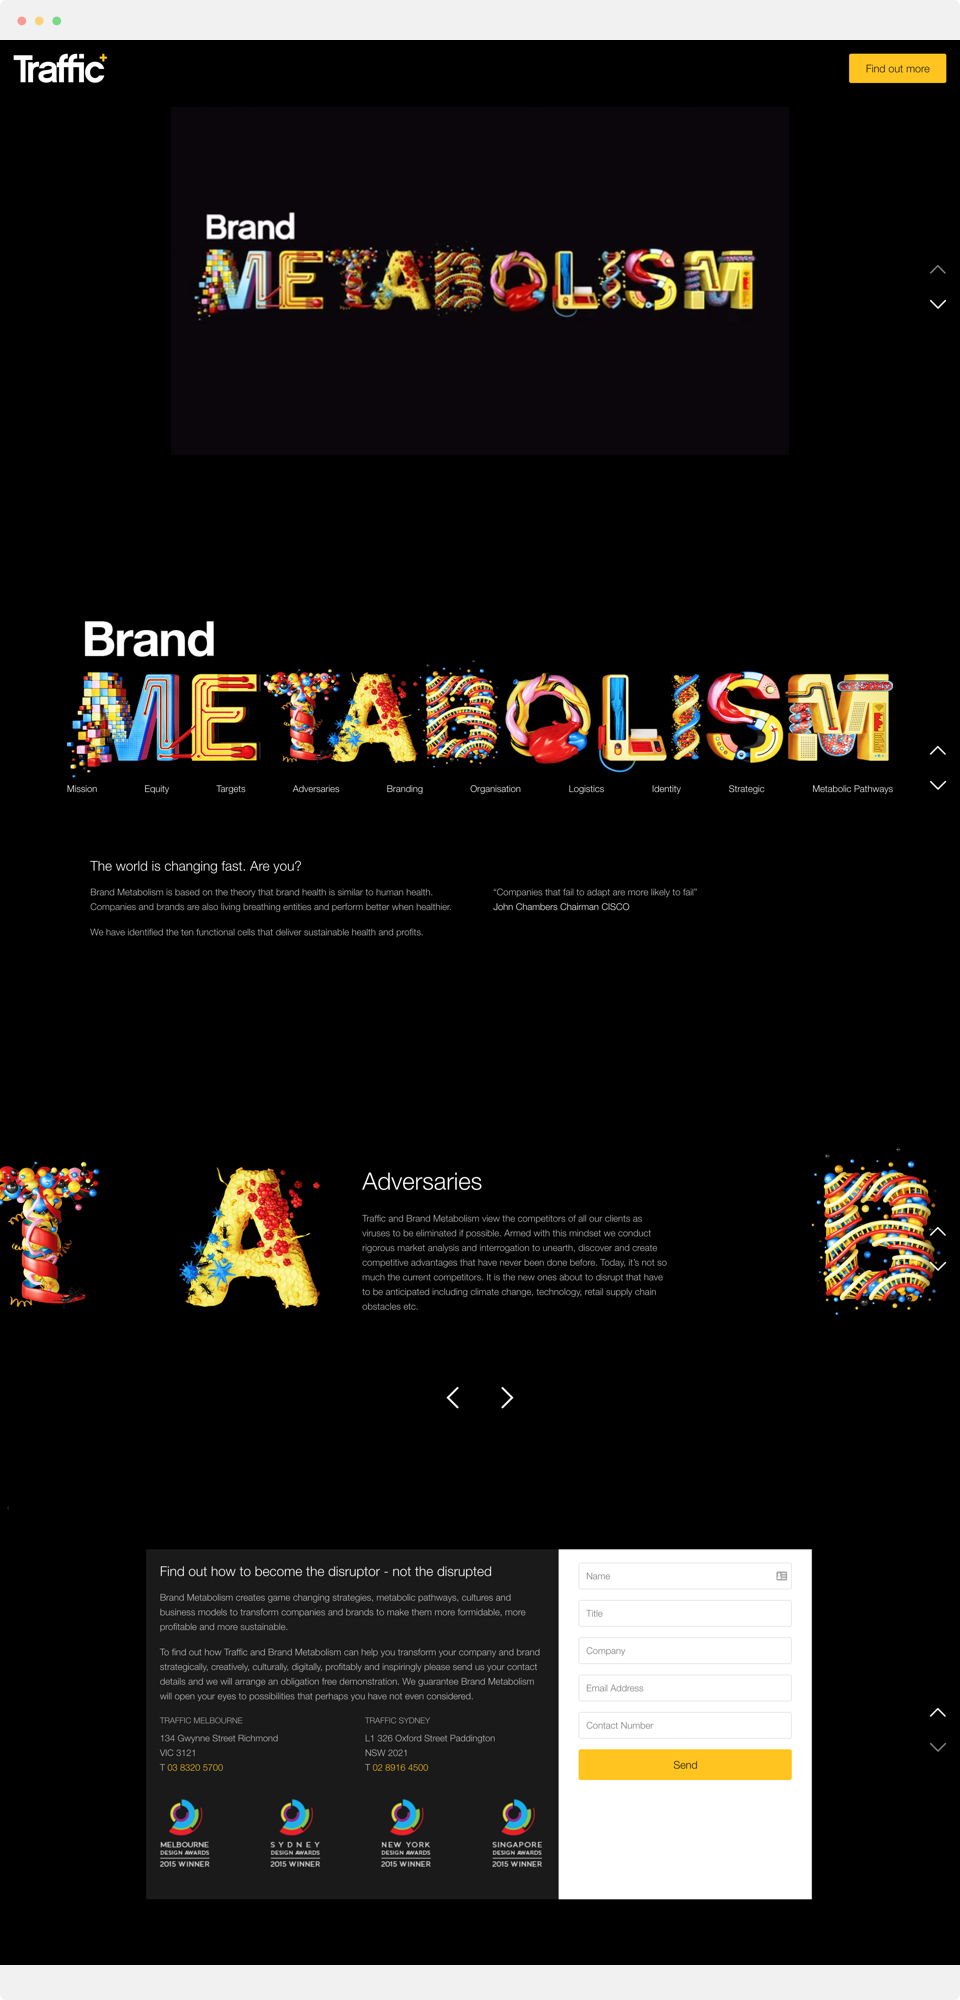 Traffic+
Find out more
Brand
METABOLISM
Brand
METABOLISM
Mission Equity Targets Adversaries Branding Organisation Logistics Identity Strategic Metabolic Pathways
The world is changing fast. Are you?
Brand Metabolism is based on the theory that brand health is similar to human health.
Companies and brands are also living breathing entities and perform better when healthier.
We have identified the ten functional cells that deliver sustainable health and profits.
“Companies that fail to adapt are more likely to fail”
John Chambers Chairman CISCO
T
A
Adversaries
Traffic and Brand Metabolism view the competitors of all our clients as
viruses to be eliminated if possible. Armed with this mindset we conduct
rigorous market analysis and interrogation to unearth, discover and create
competitive advantages that have never been done before. Today, it's not so
much the current competitors. It is the new ones about to disrupt that have
to be anticipated including climate change, technology, retail supply chain
obstacles etc.
B
Find out how to become the disruptor - not the disrupted
Brand Metabolism creates game changing strategies, metabolic pathways, cultures and
business models to transform companies and brands to make them more formidable, more
profitable and more sustainable.
To find out how Traffic and Brand Metabolism can help you transform your company and brand
strategically, creatively, culturally, digitally, profitably and inspiringly please send us your contact
details and we will arrange an obligation free demonstration. We guarantee Brand Metabolism
will open your eyes to possibilities that perhaps you have not even considered.
TRAFFIC MELBOURNE
134 Gwynne Street Richmond
VIC 3121
T 03 8320 5700
TRAFFIC SYDNEY
L1 326 Oxford Street Paddington
NSW 2021
T 02 8916 4500
MELBOURNE
DESIGN AWARDS
2015 WINNER
SYDNEY
DESIGN AWARDS
2015 WINNER
NEW YORK
DESIGN AWARDS
2015 WINNER
SINGAPORE
DESIGN AWARDS
2015 WINNER
Name
Title
Company
Email Address
Contact Number
Send